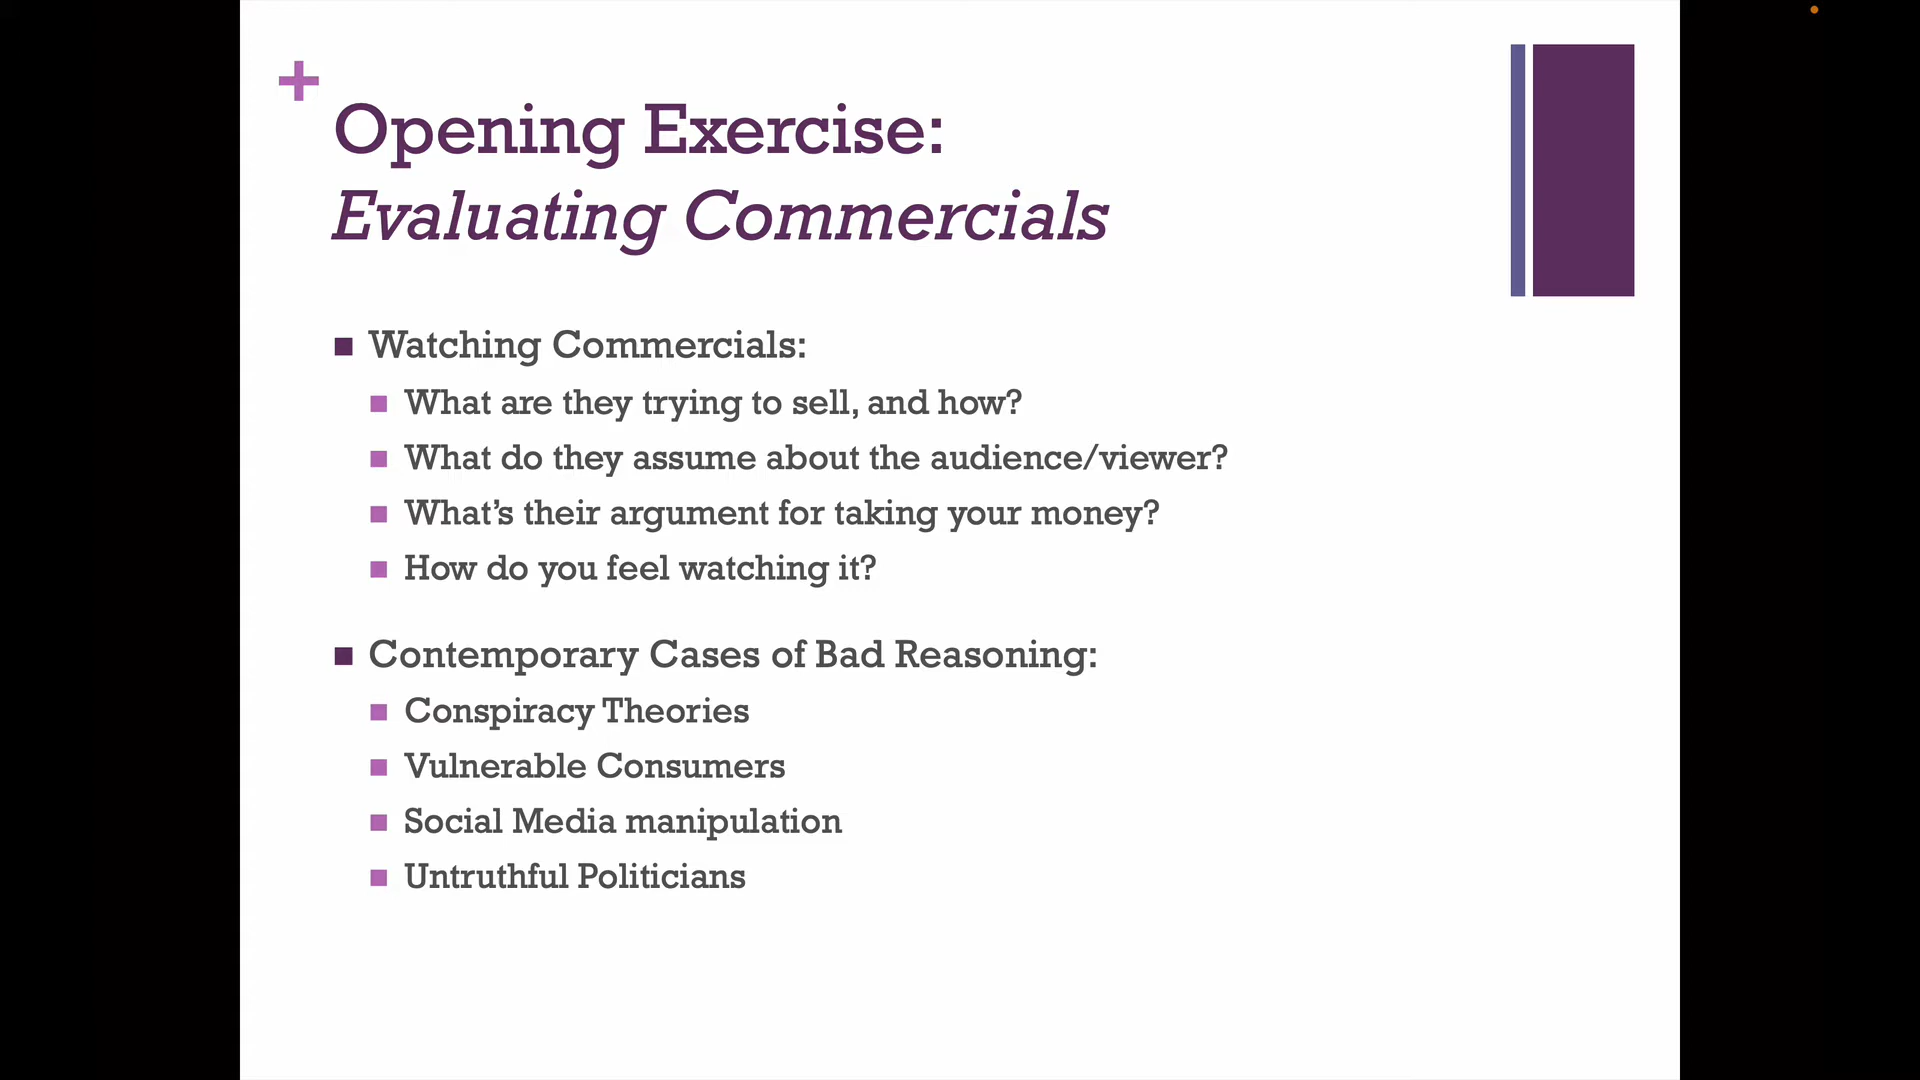 Opening Exercise:
Evaluating Commercials
Watching Commercials:
What are they trying to sell, and how?
What do they assume about the audience/viewer?
What’s their argument for taking your money?
How do you feel watching it?
Contemporary Cases of Bad Reasoning:
Conspiracy Theories
Vulnerable Consumers
Social Media manipulation
Untruthful Politicians